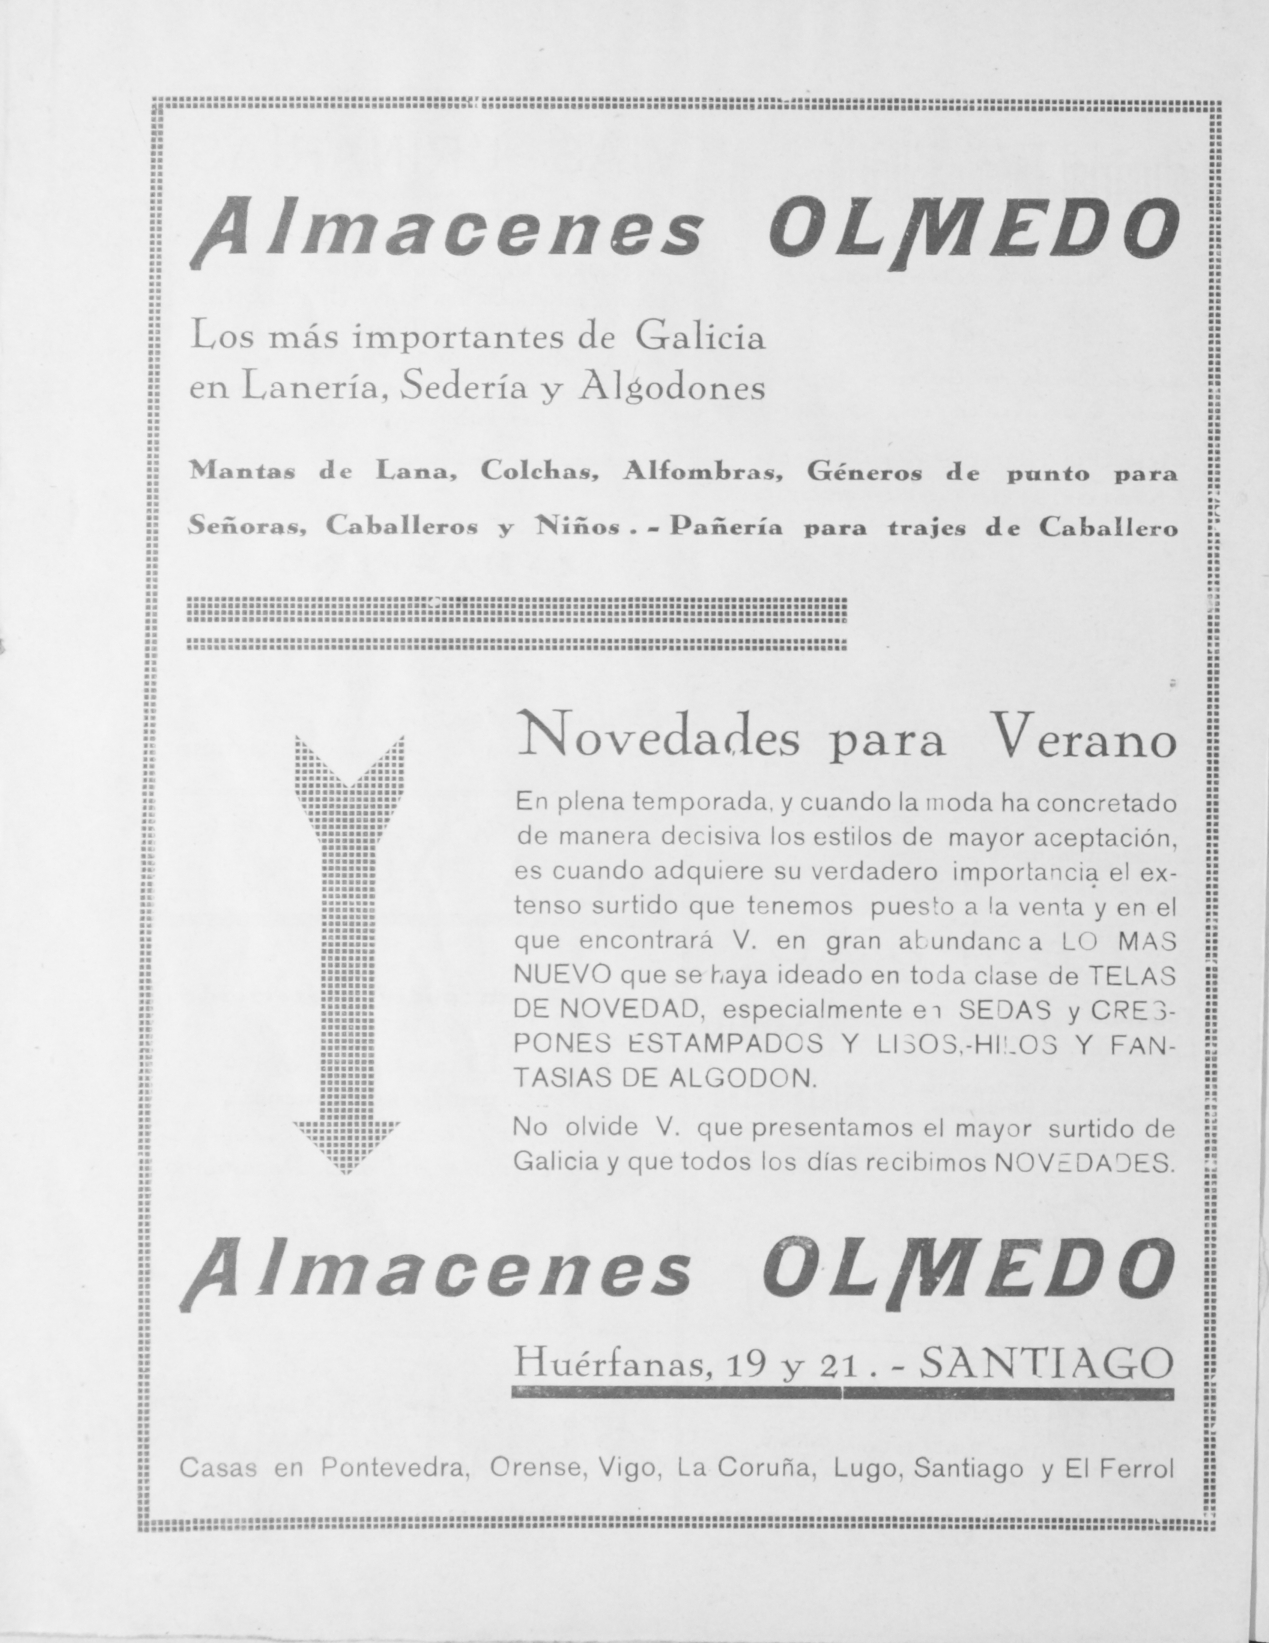 Almacenes OLMEDO
Los más importantes de Galicia
en Lanería, Sedería y Algodones
Mantas de Lana, Colchas, Alfombras, Géneros de punto para
Señoras, Caballeros y Niños. - Pañería para trajes de Caballero
Novedades para Verano
En plena temporada, y cuando la moda ha concretado
de manera decisiva los estilos de mayor aceptación,
es cuando adquiere su verdadero importancia el ex-
tenso surtido que tenemos puesto a la venta y en el
que encontrará V. en gran abundancia LO MAS
NUEVO que se haya ideado en toda clase de TELAS
DE NOVEDAD, especialmente en SEDAS y CRES-
PONES ESTAMPADOS Y LISOS,-HILOS Y FAN-
TASIAS DE ALGODON.
No olvide V. que presentamos el mayor surtido de
Galicia y que todos los días recibimos NOVEDADES.
Almacenes OLMEDO
Huérfanas, 19 y 21. - SANTIAGO
Casas en Pontevedra, Orense, Vigo, La Coruña, Lugo, Santiago y El Ferrol